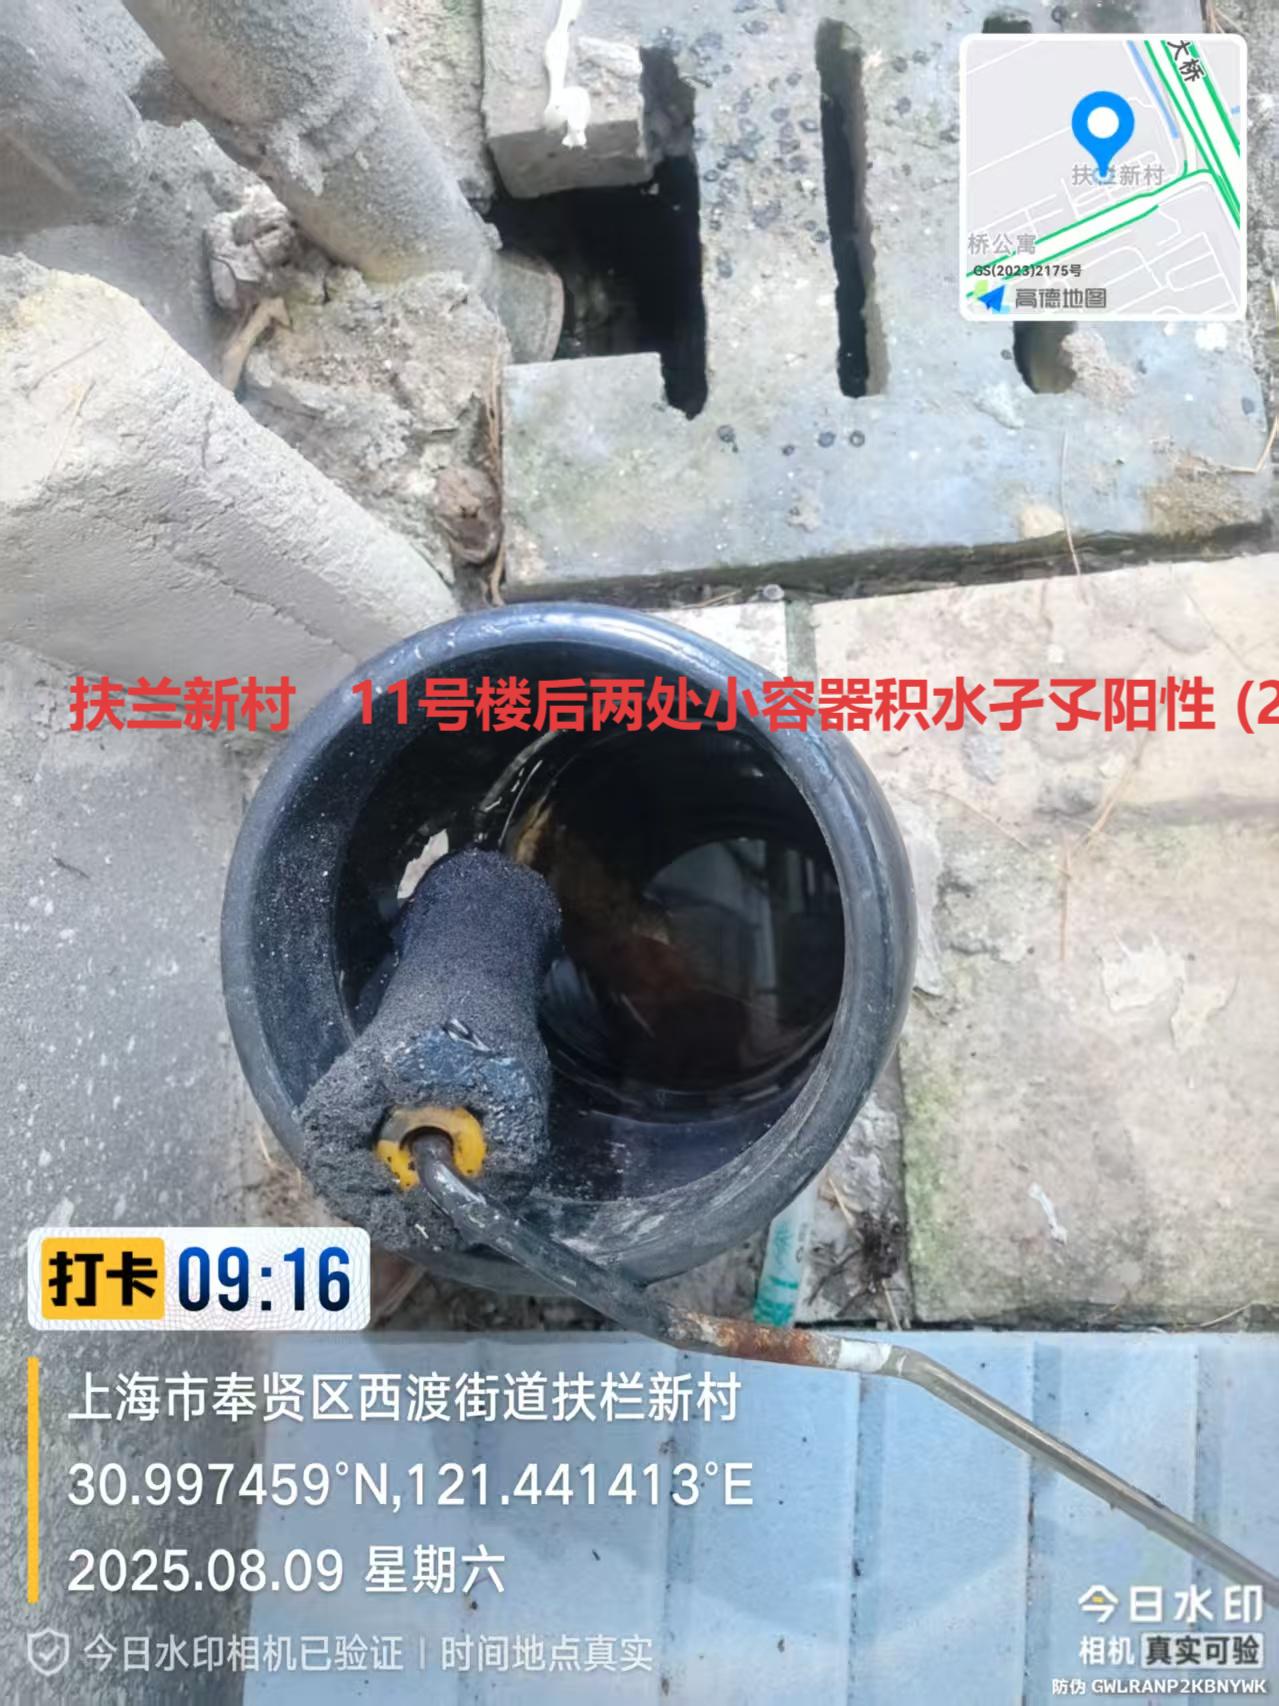 大桥
扶栏新村
桥公寓
GS(2023)2175号
高德地图
扶兰新村 11号楼后两处小容器积水孑孓阳性 (2
打卡 09:16
上海市奉贤区西渡街道扶栏新村
30.997459°N,121.441413°E
2025.08.09 星期六
今日水印相机已验证 | 时间地点真实
今日水印
相机 真实可验
防伪 GWLRANP2KBNYWK